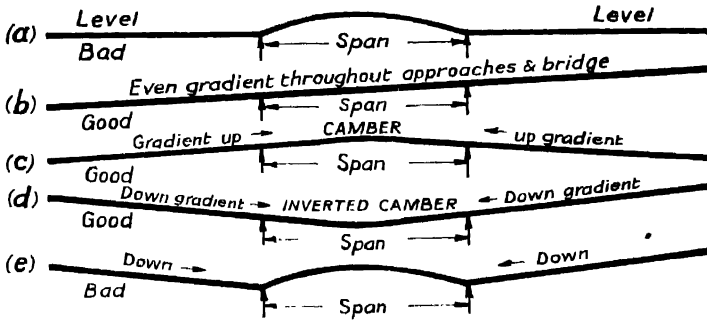 Level Level
(a) Bad Span
Even gradient throughout approaches & bridge
(b) Good Span
Gradient up → CAMBER ← up gradient
(c) Good Span
(d) Down gradient → INVERTED CAMBER ← Down gradient
Good Span
(e) Down → ← Down
Bad Span